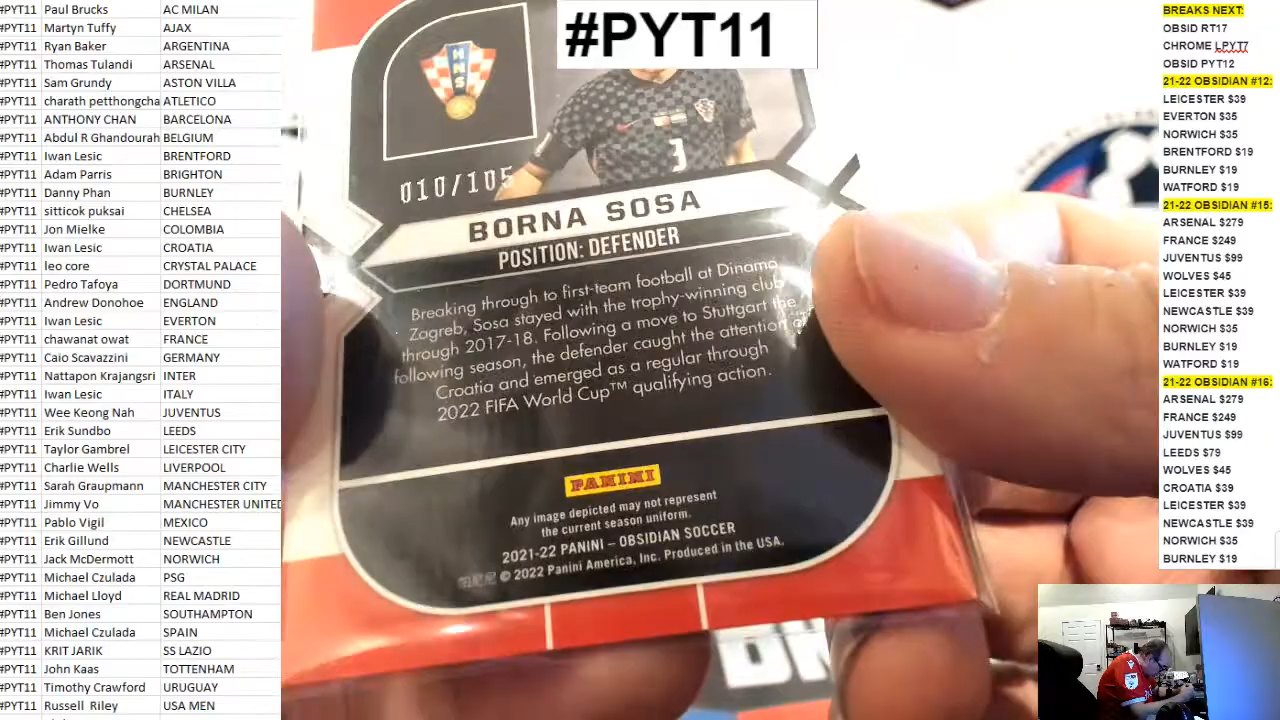 #PYT11 Paul Brucks AC MILAN
#PYT11 Martyn Tuffy AJAX
#PYT11 Ryan Baker ARGENTINA
#PYT11 Thomas Tulandi ARSENAL
#PYT11 Sam Grundy ASTON VILLA
#PYT11 charath petthongcha ATLETICO
#PYT11 ANTHONY CHAN BARCELONA
#PYT11 Abdul R Ghandourah BELGIUM
#PYT11 Iwan Lesic BRENTFORD
#PYT11 Adam Parris BRIGHTON
#PYT11 Danny Phan BURNLEY
#PYT11 sitticok puksai CHELSEA
#PYT11 Jon Mielke COLOMBIA
#PYT11 Iwan Lesic CROATIA
#PYT11 leo core CRYSTAL PALACE
#PYT11 Pedro Tafoya DORTMUND
#PYT11 Andrew Donohoe ENGLAND
#PYT11 Iwan Lesic EVERTON
#PYT11 chawanat owat FRANCE
#PYT11 Caio Scavazzini GERMANY
#PYT11 Nattapon Krajangsri INTER
#PYT11 Iwan Lesic ITALY
#PYT11 Wee Keong Nah JUVENTUS
#PYT11 Erik Sundbo LEEDS
#PYT11 Taylor Gambrel LEICESTER CITY
#PYT11 Charlie Wells LIVERPOOL
#PYT11 Sarah Graupmann MANCHESTER CITY
#PYT11 Jimmy Vo MANCHESTER UNITED
#PYT11 Pablo Vigil MEXICO
#PYT11 Erik Gillund NEWCASTLE
#PYT11 Jack McDermott NORWICH
#PYT11 Michael Czulada PSG
#PYT11 Michael Lloyd REAL MADRID
#PYT11 Ben Jones SOUTHAMPTON
#PYT11 Michael Czulada SPAIN
#PYT11 KRIT JARIK SS LAZIO
#PYT11 John Kaas TOTTENHAM
#PYT11 Timothy Crawford URUGUAY
#PYT11 Russell Riley USA MEN
#PYT11
HNS
3
010/105
BORNA SOSA
POSITION: DEFENDER
Breaking through to first-team football at Dinamo
Zagreb, Sosa stayed with the trophy-winning club
through 2017-18. Following a move to Stuttgart the
following season, the defender caught the attention of
Croatia and emerged as a regular through
2022 FIFA World Cup™ qualifying action.
PANINI
Any image depicted may not represent
the current season uniform.
2021-22 PANINI – OBSIDIAN SOCCER
© 2022 Panini America, Inc. Produced in the USA.
BREAKS NEXT:
OBSID RT17
CHROME LPYT7
OBSID PYT12
21-22 OBSIDIAN #12:
LEICESTER $39
EVERTON $35
NORWICH $35
BRENTFORD $19
BURNLEY $19
WATFORD $19
21-22 OBSIDIAN #15:
ARSENAL $279
FRANCE $249
JUVENTUS $99
WOLVES $45
LEICESTER $39
NEWCASTLE $39
NORWICH $35
BURNLEY $19
WATFORD $19
21-22 OBSIDIAN #16:
ARSENAL $279
FRANCE $249
JUVENTUS $99
LEEDS $79
WOLVES $45
CROATIA $39
LEICESTER $39
NEWCASTLE $39
NORWICH $35
BURNLEY $19